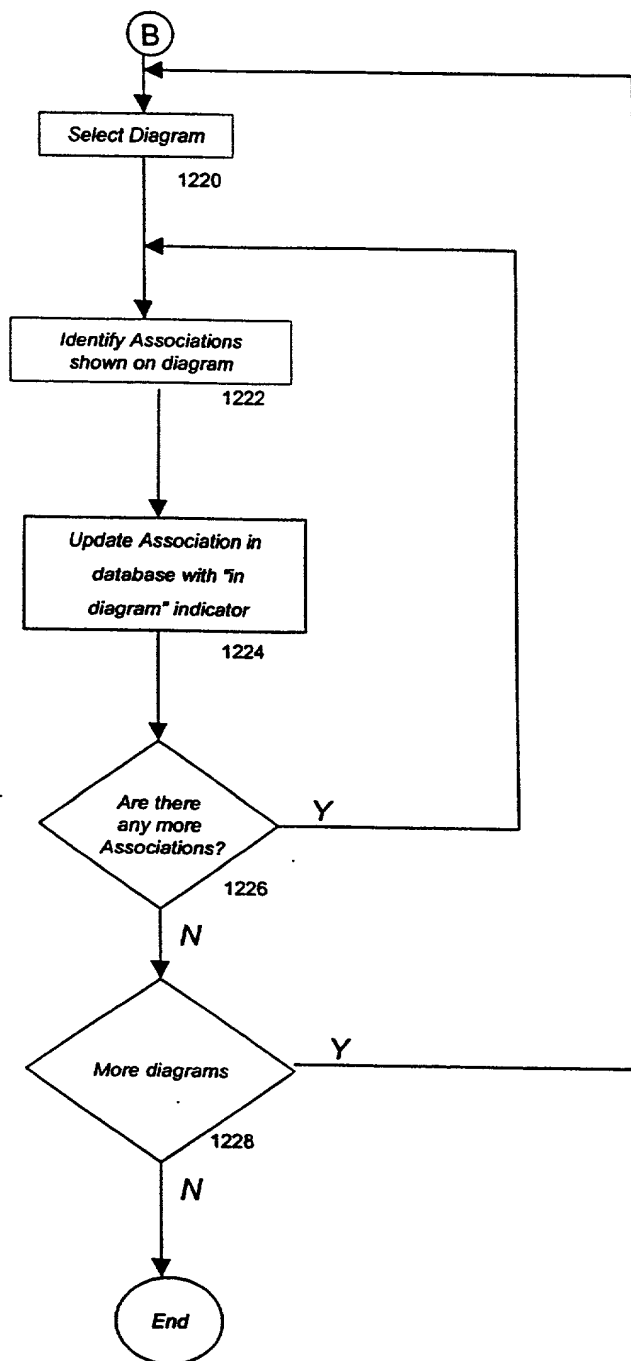 B
Select Diagram
1220
Identify Associations
shown on diagram
1222
Update Association in
database with "in
diagram" indicator
1224
Are there
any more
Associations?
Y
1226
N
More diagrams
Y
1228
N
End